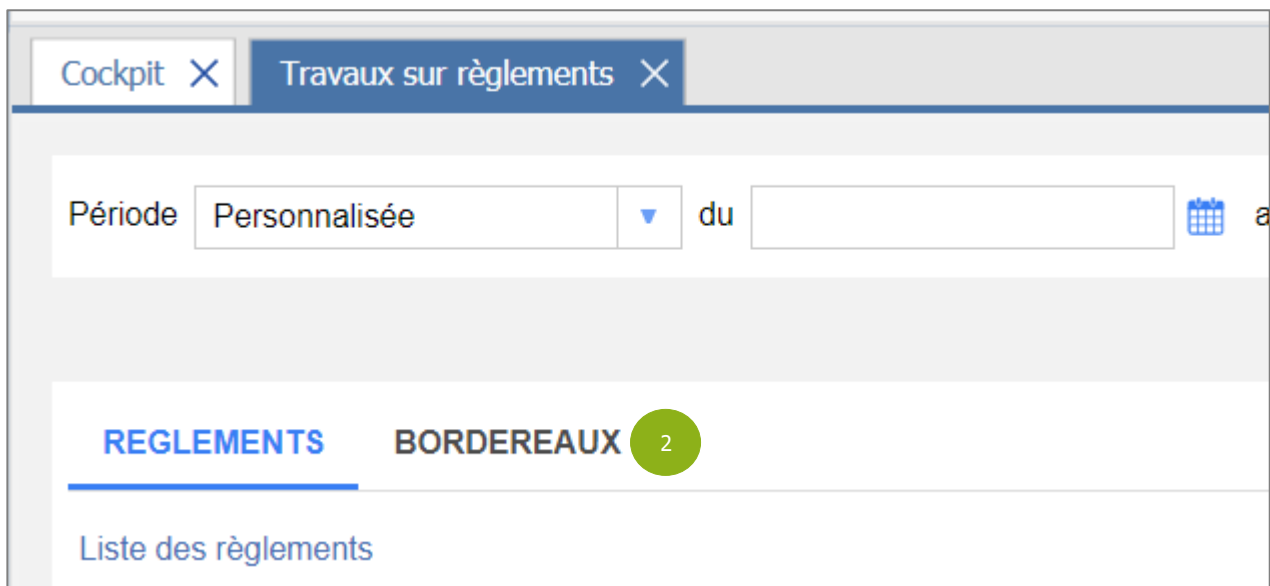 Cockpit Travaux sur règlements
Période Personnalisée du a
REGLEMENTS BORDEREAUX 2
Liste des règlements